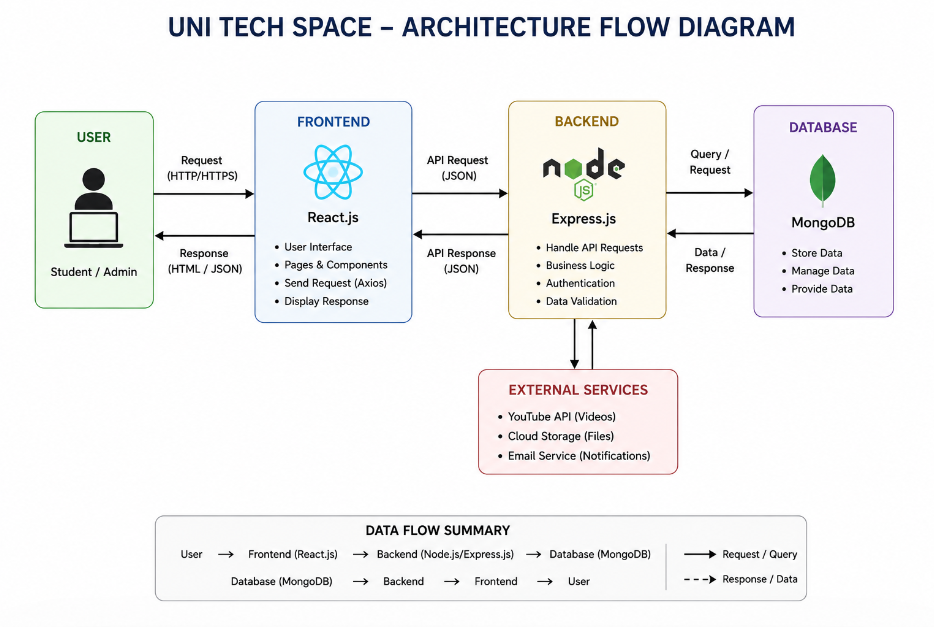 UNI TECH SPACE – ARCHITECTURE FLOW DIAGRAM
USER
Student / Admin
Request
(HTTP/HTTPS)
Response
(HTML / JSON)
FRONTEND
React.js
• User Interface
• Pages & Components
• Send Request (Axios)
• Display Response
API Request
(JSON)
API Response
(JSON)
BACKEND
node
JS
Express.js
• Handle API Requests
• Business Logic
• Authentication
• Data Validation
Query /
Request
Data /
Response
DATABASE
MongoDB
• Store Data
• Manage Data
• Provide Data
EXTERNAL SERVICES
• YouTube API (Videos)
• Cloud Storage (Files)
• Email Service (Notifications)
DATA FLOW SUMMARY
User → Frontend (React.js) → Backend (Node.js/Express.js) → Database (MongoDB)
Database (MongoDB) → Backend → Frontend → User
Request / Query
Response / Data